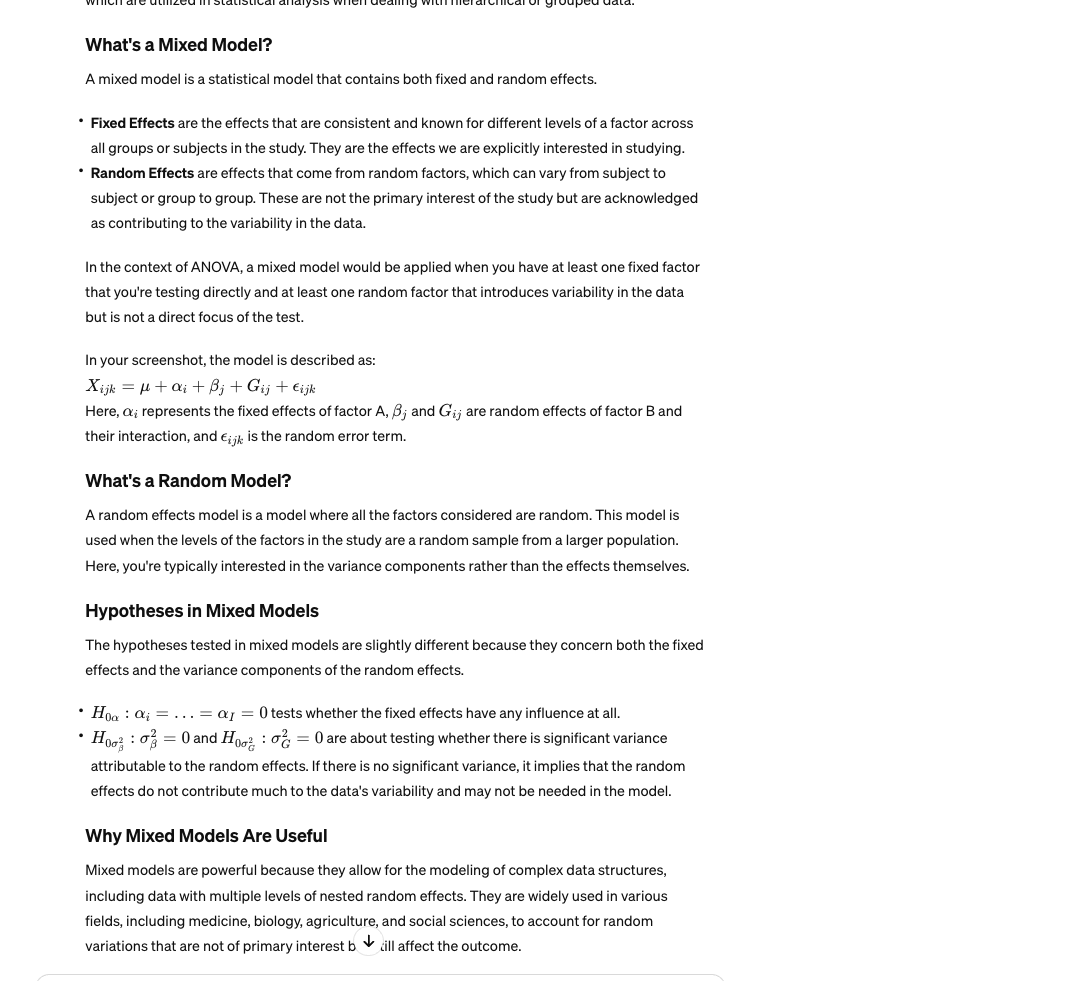 which are utilized in statistical analysis when dealing with hierarchical or grouped data.
What's a Mixed Model?
A mixed model is a statistical model that contains both fixed and random effects.
• Fixed Effects are the effects that are consistent and known for different levels of a factor across
all groups or subjects in the study. They are the effects we are explicitly interested in studying.
• Random Effects are effects that come from random factors, which can vary from subject to
subject or group to group. These are not the primary interest of the study but are acknowledged
as contributing to the variability in the data.
In the context of ANOVA, a mixed model would be applied when you have at least one fixed factor
that you're testing directly and at least one random factor that introduces variability in the data
but is not a direct focus of the test.
In your screenshot, the model is described as:
$X_{ijk} = \mu + \alpha_i + \beta_j + G_{ij} + \epsilon_{ijk}$
Here, $\alpha_i$ represents the fixed effects of factor A, $\beta_j$ and $G_{ij}$ are random effects of factor B and
their interaction, and $\epsilon_{ijk}$ is the random error term.
What's a Random Model?
A random effects model is a model where all the factors considered are random. This model is
used when the levels of the factors in the study are a random sample from a larger population.
Here, you're typically interested in the variance components rather than the effects themselves.
Hypotheses in Mixed Models
The hypotheses tested in mixed models are slightly different because they concern both the fixed
effects and the variance components of the random effects.
• $H_{0\alpha} : \alpha_i = \ldots = \alpha_I = 0$ tests whether the fixed effects have any influence at all.
• $H_{0\sigma^2_\beta} : \sigma^2_\beta = 0$ and $H_{0\sigma^2_G} : \sigma^2_G = 0$ are about testing whether there is significant variance
attributable to the random effects. If there is no significant variance, it implies that the random
effects do not contribute much to the data's variability and may not be needed in the model.
Why Mixed Models Are Useful
Mixed models are powerful because they allow for the modeling of complex data structures,
including data with multiple levels of nested random effects. They are widely used in various
fields, including medicine, biology, agriculture, and social sciences, to account for random
variations that are not of primary interest affect the outcome.